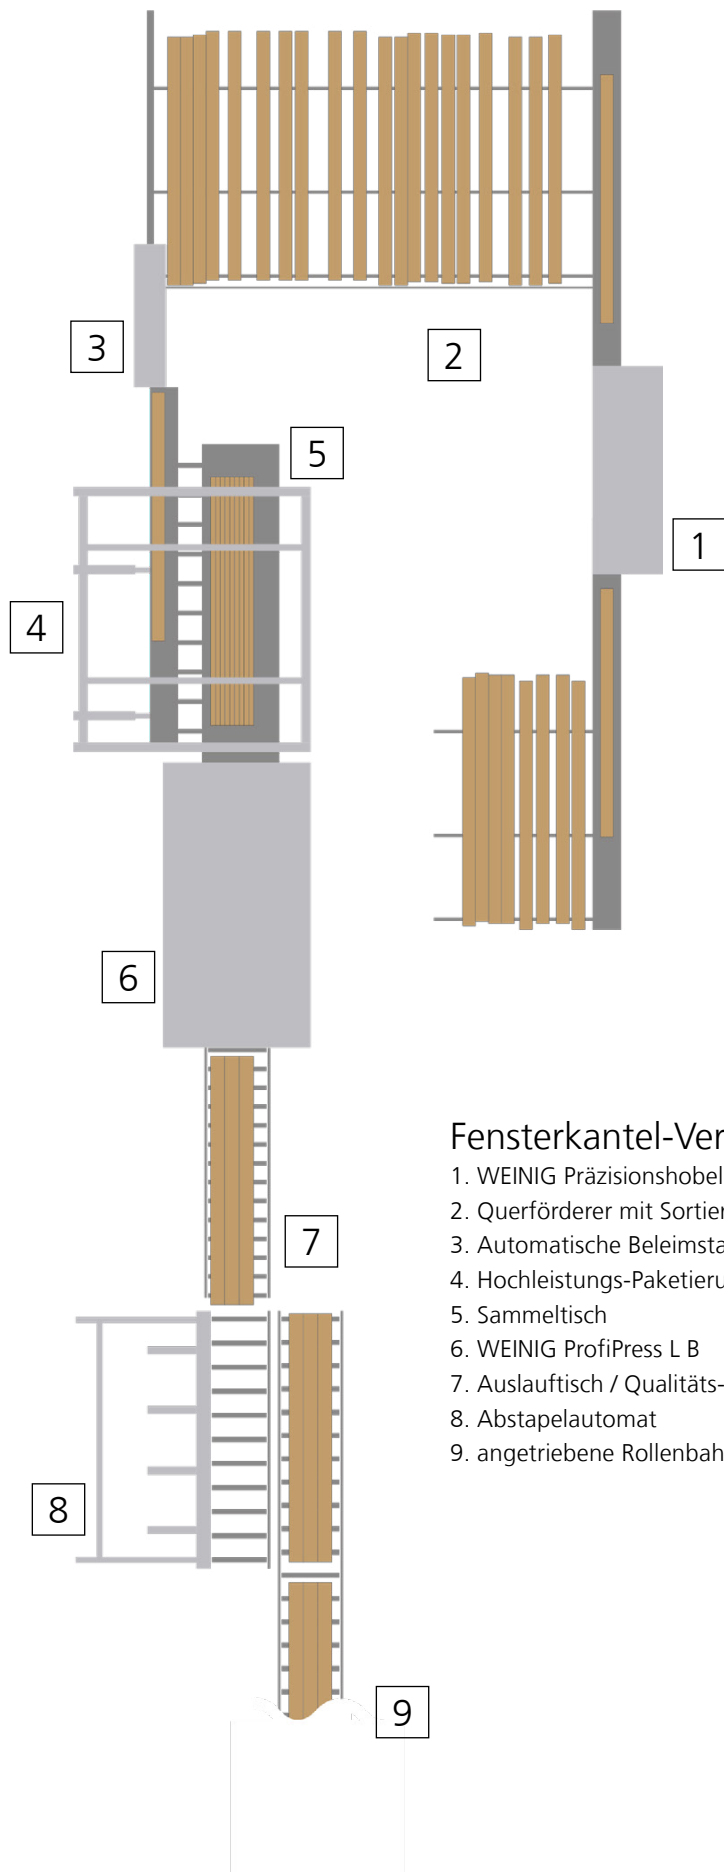 3
2
5
1
4
6
Fensterkantel-Ver
1. WEINIG Präzisionshobel
2. Querförderer mit Sortier
3. Automatische Beleimsta
4. Hochleistungs-Paketieru
5. Sammeltisch
6. WEINIG ProfiPress L B
7. Auslauftisch / Qualitäts-
8. Abstapelautomat
9. angetriebene Rollenbah
7
8
9